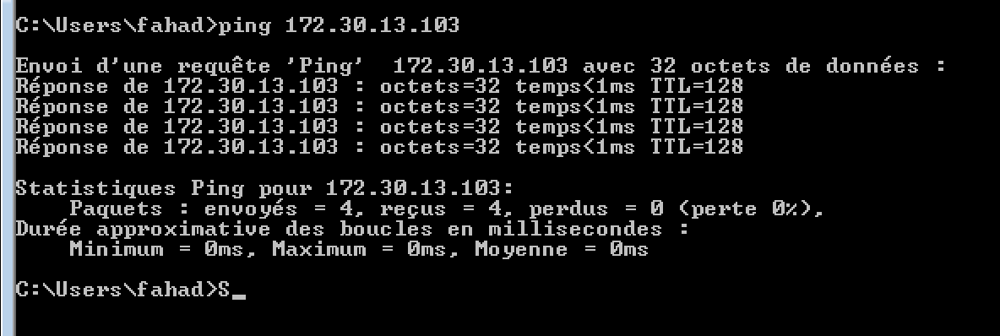 C:\Users\fahad>ping 172.30.13.103
Envoi d'une requête 'Ping'  172.30.13.103 avec 32 octets de données :
Réponse de 172.30.13.103 : octets=32 temps<1ms TTL=128
Réponse de 172.30.13.103 : octets=32 temps<1ms TTL=128
Réponse de 172.30.13.103 : octets=32 temps<1ms TTL=128
Réponse de 172.30.13.103 : octets=32 temps<1ms TTL=128
Statistiques Ping pour 172.30.13.103:
    Paquets : envoyés = 4, reçus = 4, perdus = 0 (perte 0%),
Durée approximative des boucles en millisecondes :
    Minimum = 0ms, Maximum = 0ms, Moyenne = 0ms
C:\Users\fahad>S_